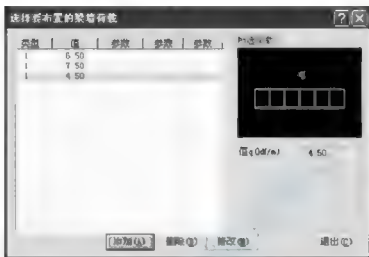 选择要布置的梁墙荷载
类型 值 参数 参数 参数
1 6.50
1 7.50
1 4.50
值q(kN/m) 4.50
添加(A) 删除(D) 修改(M) 退出(C)